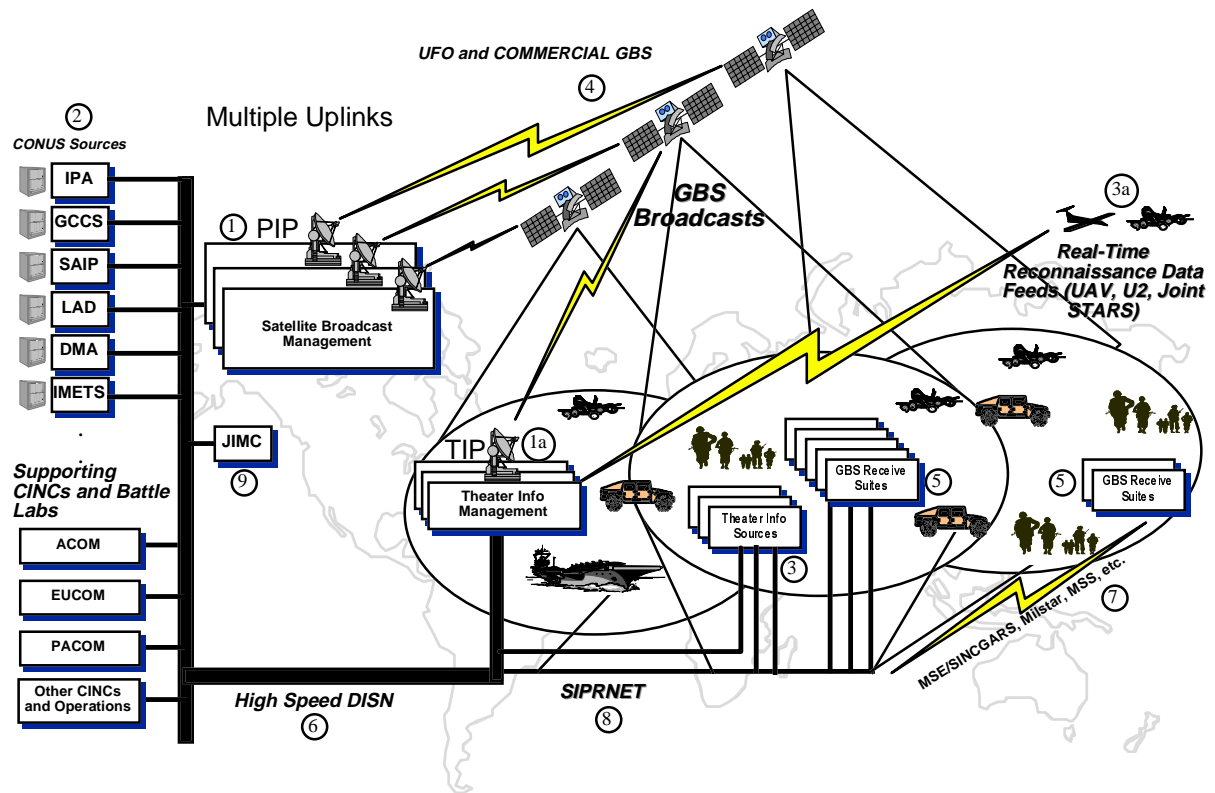 UFO and COMMERCIAL GBS
4
2
CONUS Sources
Multiple Uplinks
IPA
GCCS
SAIP
LAD
DMA
IMETS
.
.
1 PIP
Satellite Broadcast
Management
GBS
Broadcasts
3a
Real-Time
Reconnaissance Data
Feeds (UAV, U2, Joint
STARS)
JIMC
9
TIP
1a
Theater Info
Management
GBS Receive
Suites
5
Theater Info
Sources
3
5
GBS Receive
Suites
Supporting
CINCs and Battle
Labs
ACOM
EUCOM
PACOM
Other CINCs
and Operations
High Speed DISN
6
SIPRNET
8
MSE/SINCGARS, Milstar, MSS, etc.
7